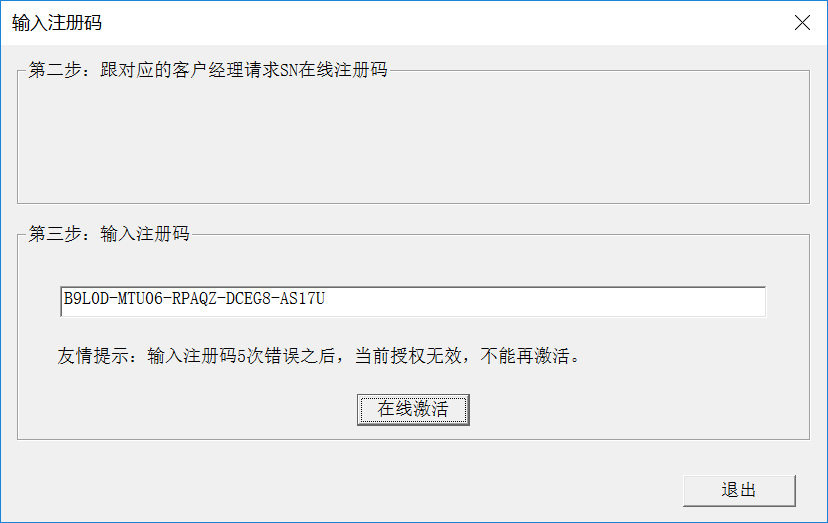 输入注册码
第二步：跟对应的客户经理请求SN在线注册码
第三步：输入注册码
B9L0D-MTU06-RPAQZ-DCEG8-AS17U
友情提示：输入注册码5次错误之后，当前授权无效，不能再激活。
在线激活
退出